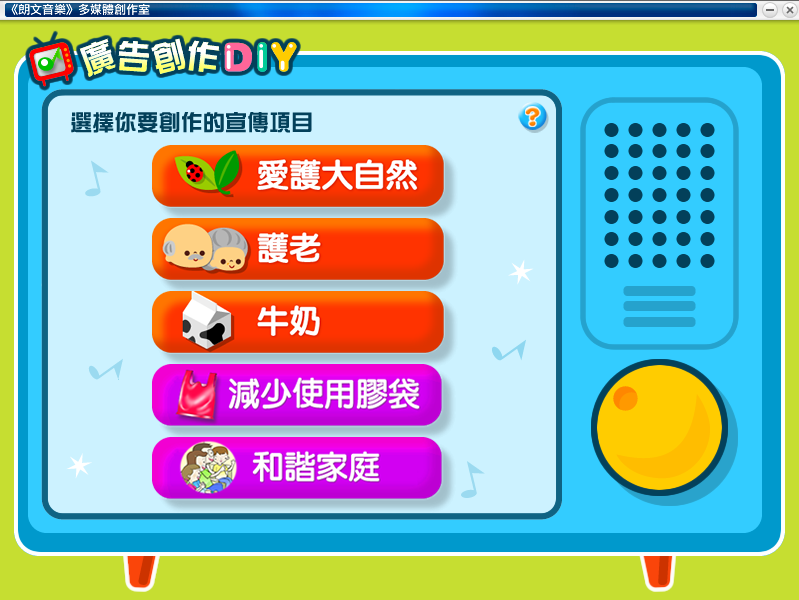 《朗文音樂》多媒體創作室
廣告創作DiY
選擇你要創作的宣傳項目
?
愛護大自然
護老
牛奶
減少使用膠袋
和諧家庭